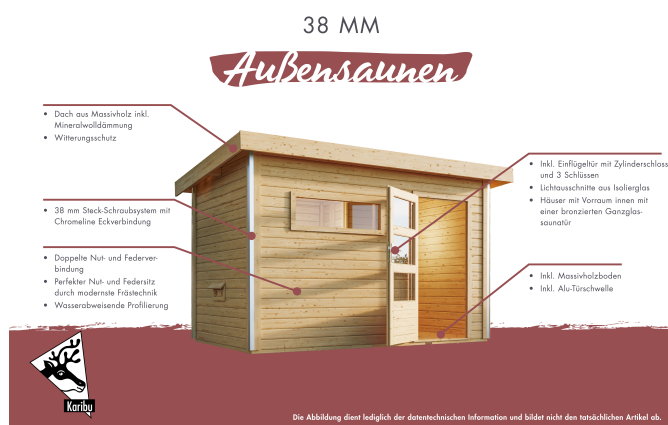 38 MM
Außensaunen
• Dach aus Massivholz inkl.
Mineralwolldämmung
• Witterungsschutz
• 38 mm Steck-Schraubsystem mit
Chromeline Eckverbindung
• Doppelte Nut- und Federver-
bindung
• Perfekter Nut- und Federsitz
durch modernste Frästechnik
• Wasserabweisende Profilierung
• Inkl. Einflügeltür mit Zylinderschloss
und 3 Schlüssen
• Lichtausschnitte aus Isolierglas
• Häuser mit Vorraum innen mit
einer bronzierten Ganzglas-
saunatür
• Inkl. Massivholzboden
• Inkl. Alu-Türschwelle
Karibu
Die Abbildung dient lediglich der datentechnischen Information und bildet nicht den tatsächlichen Artikel ab.